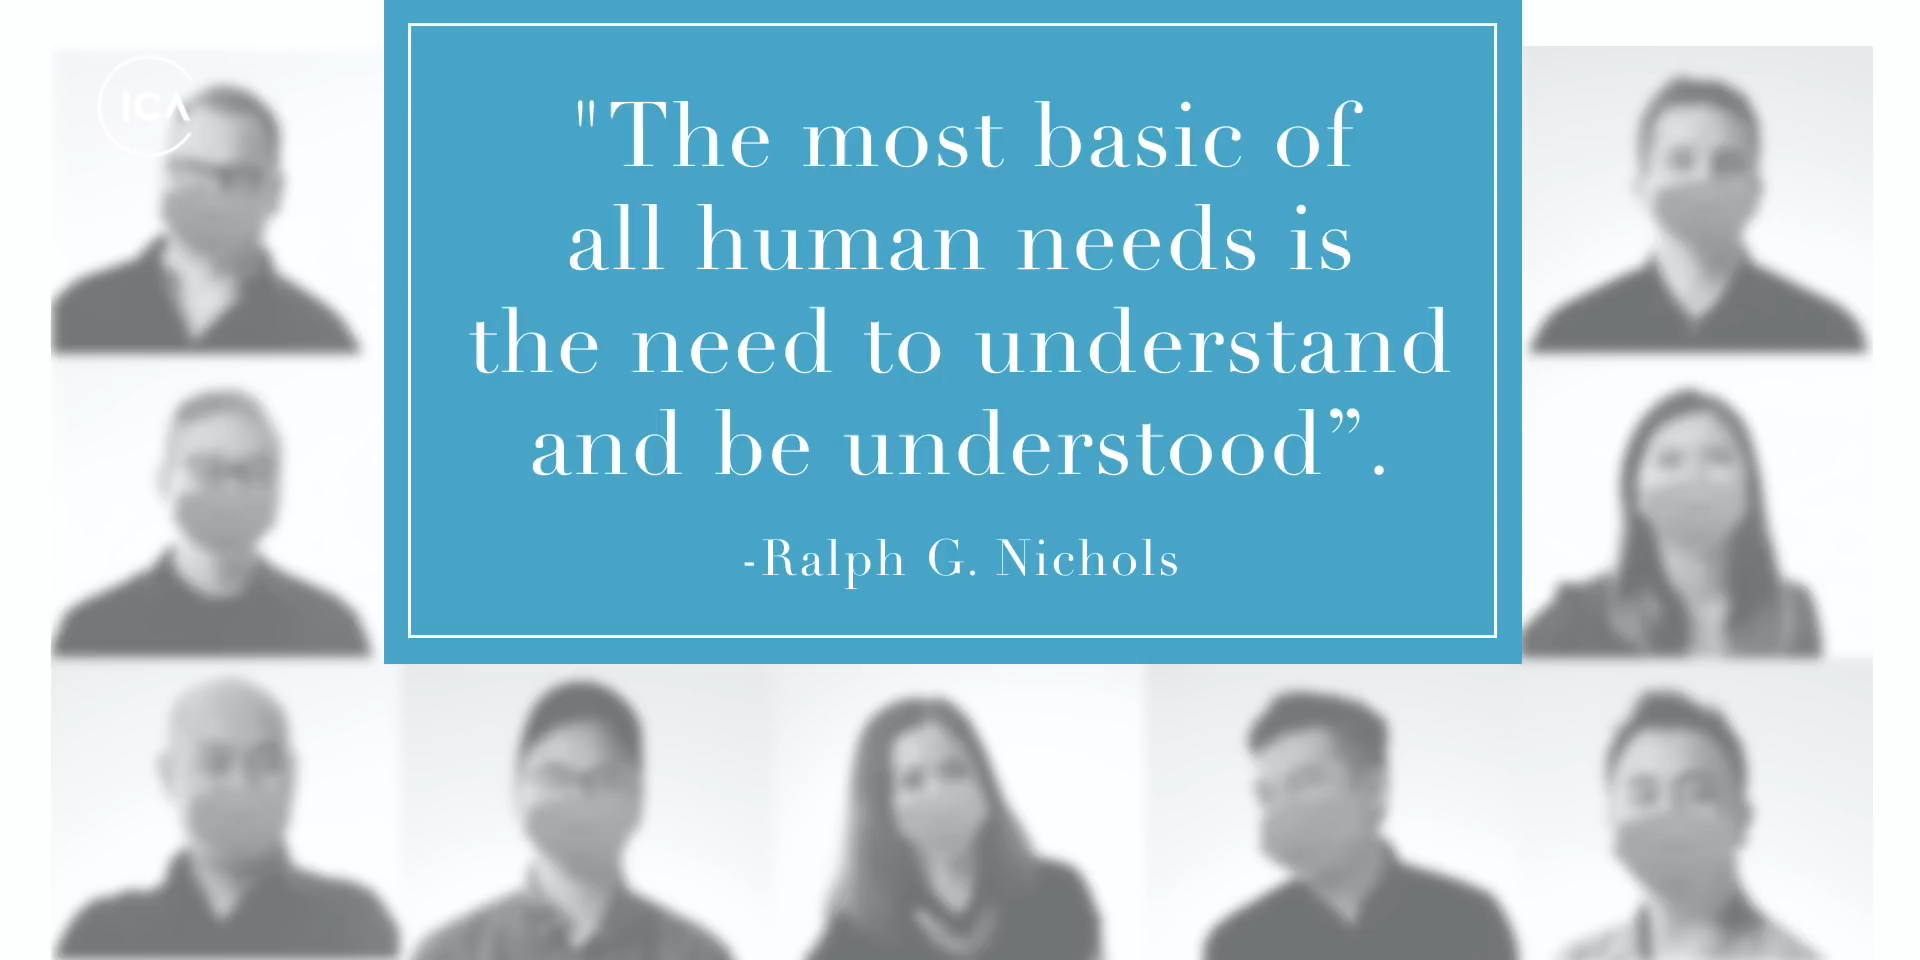 ICA
"The most basic of
all human needs is
the need to understand
and be understood”.
-Ralph G. Nichols